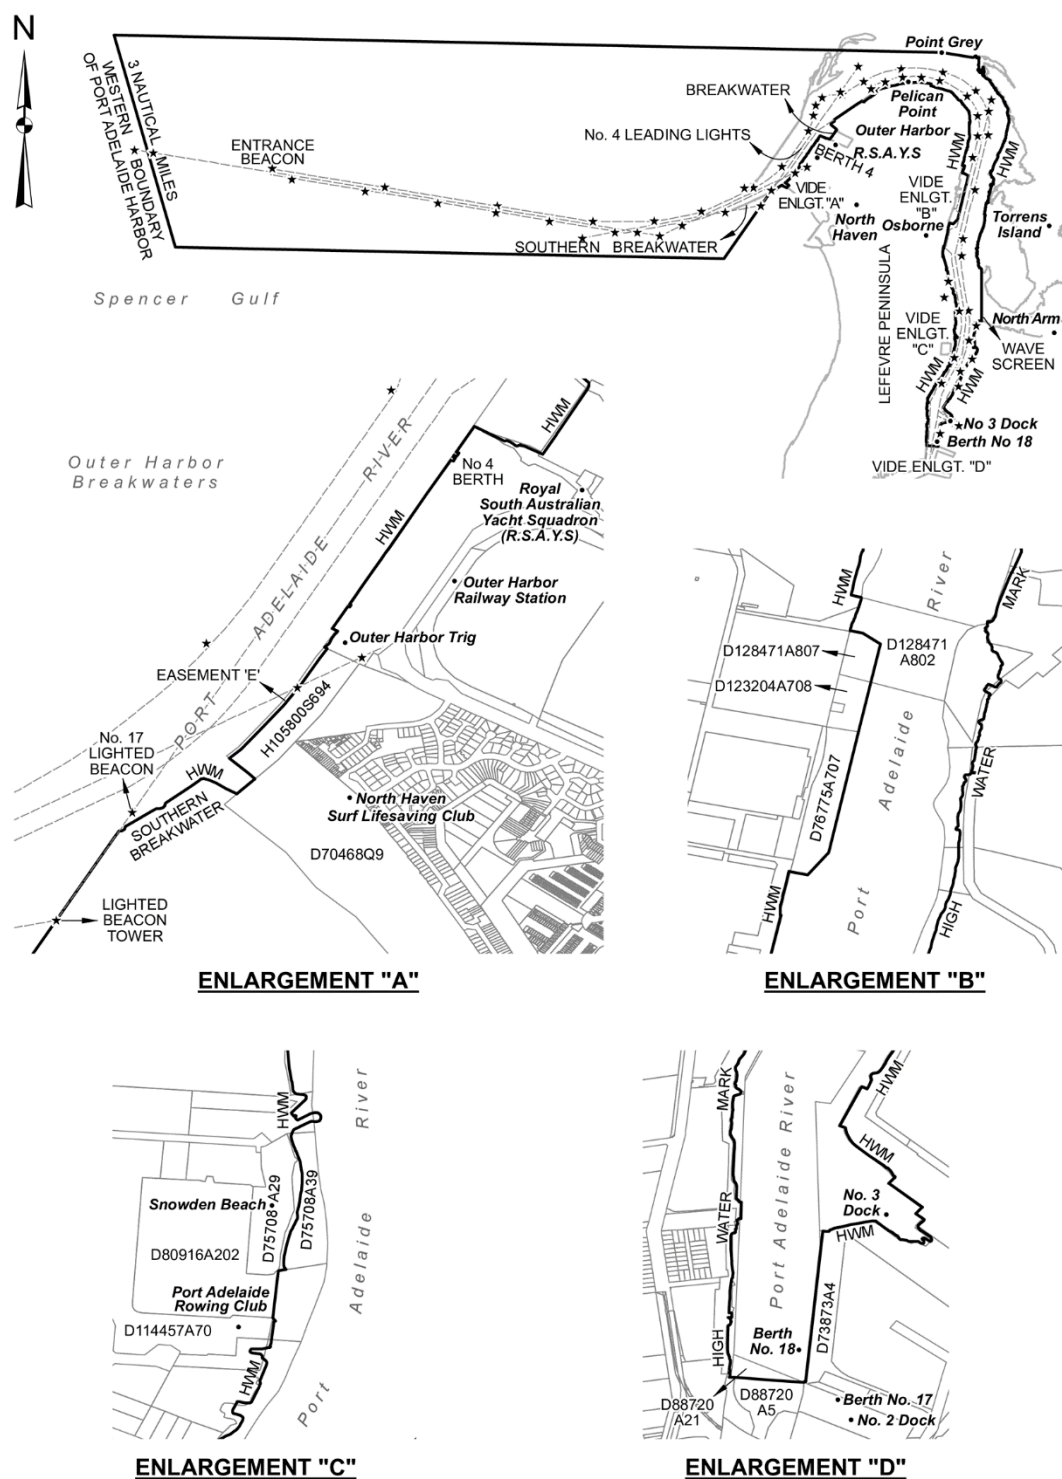 N
3 NAUTICAL MILES
WESTERN BOUNDARY
OF PORT ADELAIDE HARBOR
ENTRANCE
BEACON
SOUTHERN BREAKWATER
BREAKWATER
No. 4 LEADING LIGHTS
Point Grey
Pelican
Point
Outer Harbor
R.S.A.Y.S
BERTH 4
VIDE
ENLGT."A"
North
Haven
HWM
HWM
VIDE
ENLGT.
"B"
Osborne
Torrens
Island
LEFEVRE PENINSULA
VIDE
ENLGT.
"C"
North Arm
WAVE
SCREEN
HWM
HWM
No 3 Dock
Berth No 18
VIDE ENLGT. "D"
Spencer Gulf
Outer Harbor
Breakwaters
PORT ADELAIDE RIVER
HWM
No 4
BERTH
HWM
Royal
South Australian
Yacht Squadron
(R.S.A.Y.S)
Outer Harbor
Railway Station
Outer Harbor Trig
EASEMENT 'E'
H105800S694
No. 17
LIGHTED
BEACON
HWM
SOUTHERN
BREAKWATER
North Haven
Surf Lifesaving Club
D70468Q9
LIGHTED
BEACON
TOWER
ENLARGEMENT "A"
HWM
River
MARK
D128471A807
D128471
A802
D123204A708
D76775A707
Adelaide
WATER
HWM
Port
HIGH
ENLARGEMENT "B"
HWM
River
Snowden Beach
D75708A29
D75708A39
D80916A202
Adelaide
Port Adelaide
Rowing Club
D114457A70
HWM
Port
ENLARGEMENT "C"
MARK
HWM
HWM
Port Adelaide River
WATER
No. 3
Dock
HWM
D73873A4
Berth
No. 18
HIGH
D88720
A21
D88720
A5
Berth No. 17
No. 2 Dock
ENLARGEMENT "D"